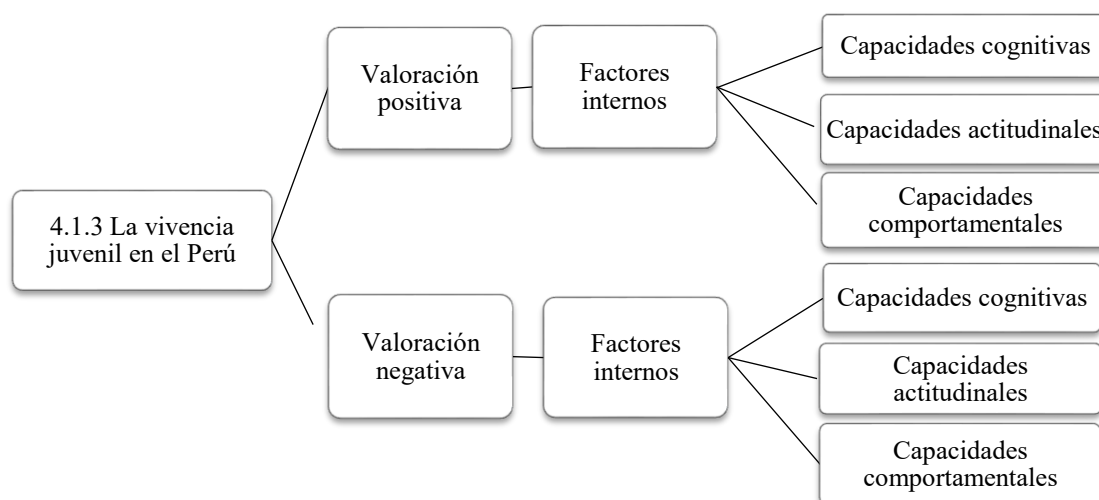 4.1.3 La vivencia
juvenil en el Perú
Valoración
positiva
Factores
internos
Capacidades cognitivas
Capacidades actitudinales
Capacidades
comportamentales
Valoración
negativa
Factores
internos
Capacidades cognitivas
Capacidades
actitudinales
Capacidades
comportamentales